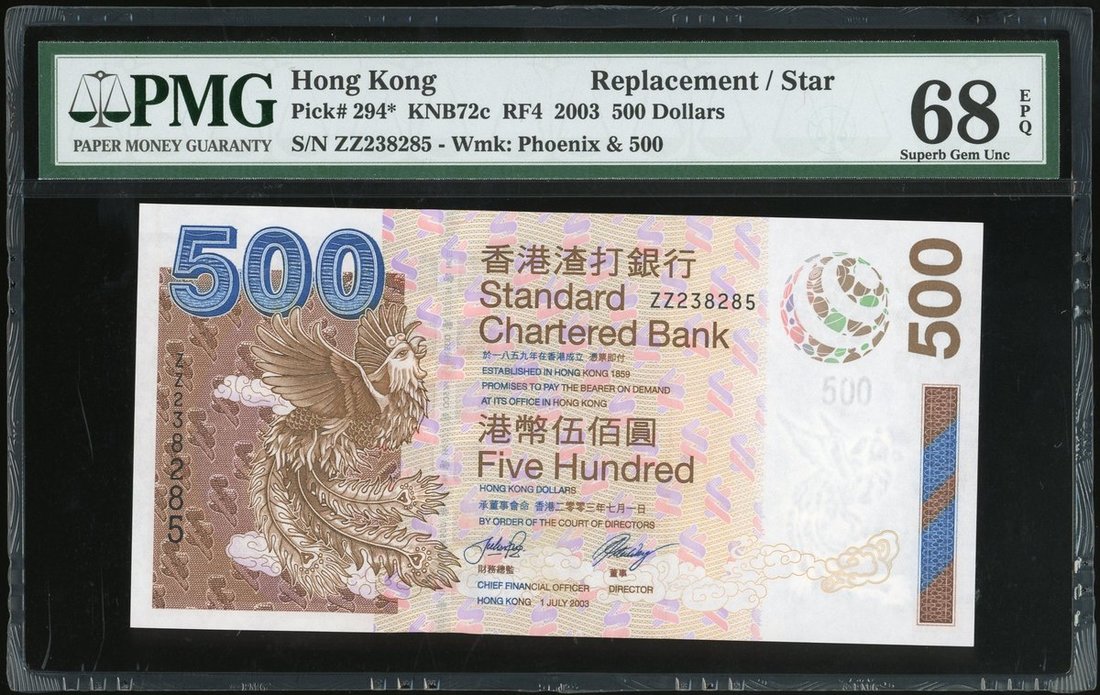 PMG
PAPER MONEY GUARANTY
Hong Kong Replacement / Star
Pick# 294* KNB72c RF4 2003 500 Dollars
S/N ZZ238285 - Wmk: Phoenix & 500
68
EPQ
Superb Gem Unc
500
ZZ238285
香港渣打銀行
Standard
Chartered Bank
ZZ238285
於一八五九年在香港成立 憑票即付
ESTABLISHED IN HONG KONG 1859
PROMISES TO PAY THE BEARER ON DEMAND
AT ITS OFFICE IN HONG KONG
港幣伍佰圓
Five Hundred
HONG KONG DOLLARS
承董事會命 香港二零零三年七月一日
BY ORDER OF THE COURT OF DIRECTORS
財務總監
CHIEF FINANCIAL OFFICER
董事
DIRECTOR
HONG KONG 1 JULY 2003
500
500